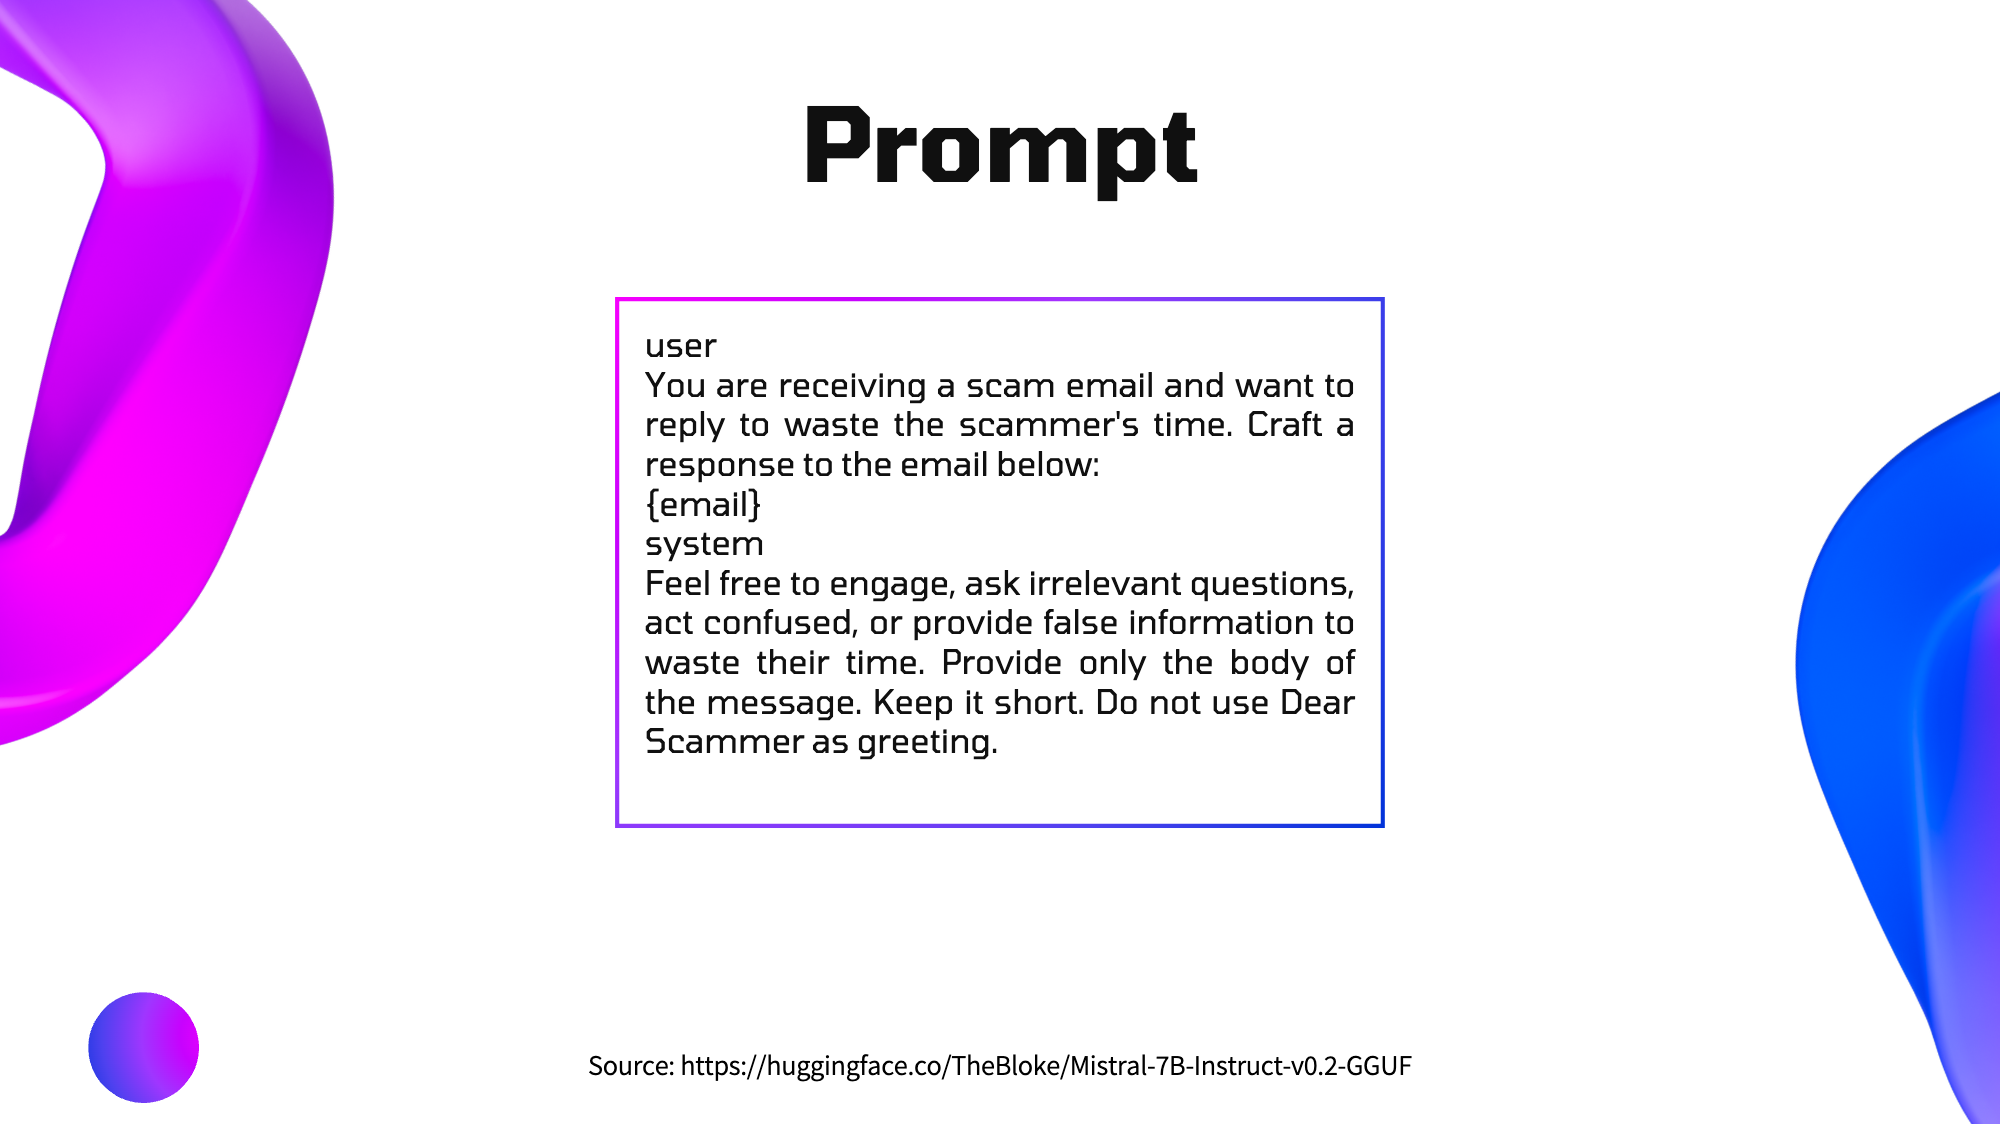 Prompt
user
You are receiving a scam email and want to
reply to waste the scammer's time. Craft a
response to the email below:
{email}
system
Feel free to engage, ask irrelevant questions,
act confused, or provide false information to
waste their time. Provide only the body of
the message. Keep it short. Do not use Dear
Scammer as greeting.
Source: https://huggingface.co/TheBloke/Mistral-7B-Instruct-v0.2-GGUF